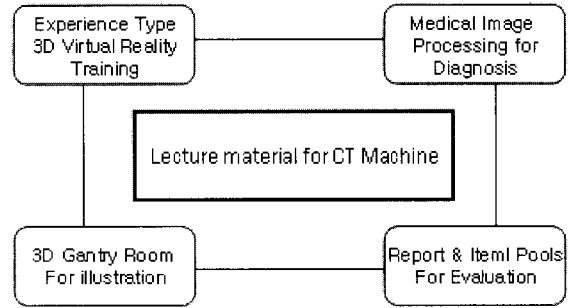 Experience Type
3D Virtual Reality
Training
Medical Image
Processing for
Diagnosis
Lecture material for CT Machine
3D Gantry Room
For illustration
Report & Iteml Pools
For Evaluation